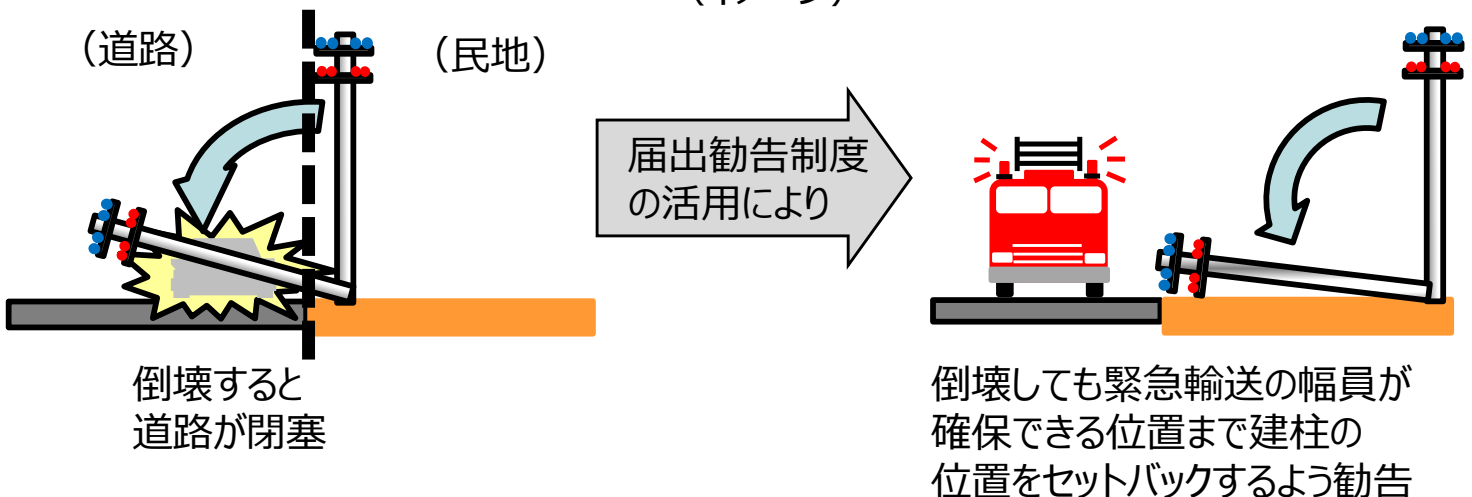 （道路）
（民地）
届出勧告制度
の活用により
倒壊すると
道路が閉塞
倒壊しても緊急輸送の幅員が
確保できる位置まで建柱の
位置をセットバックするよう勧告